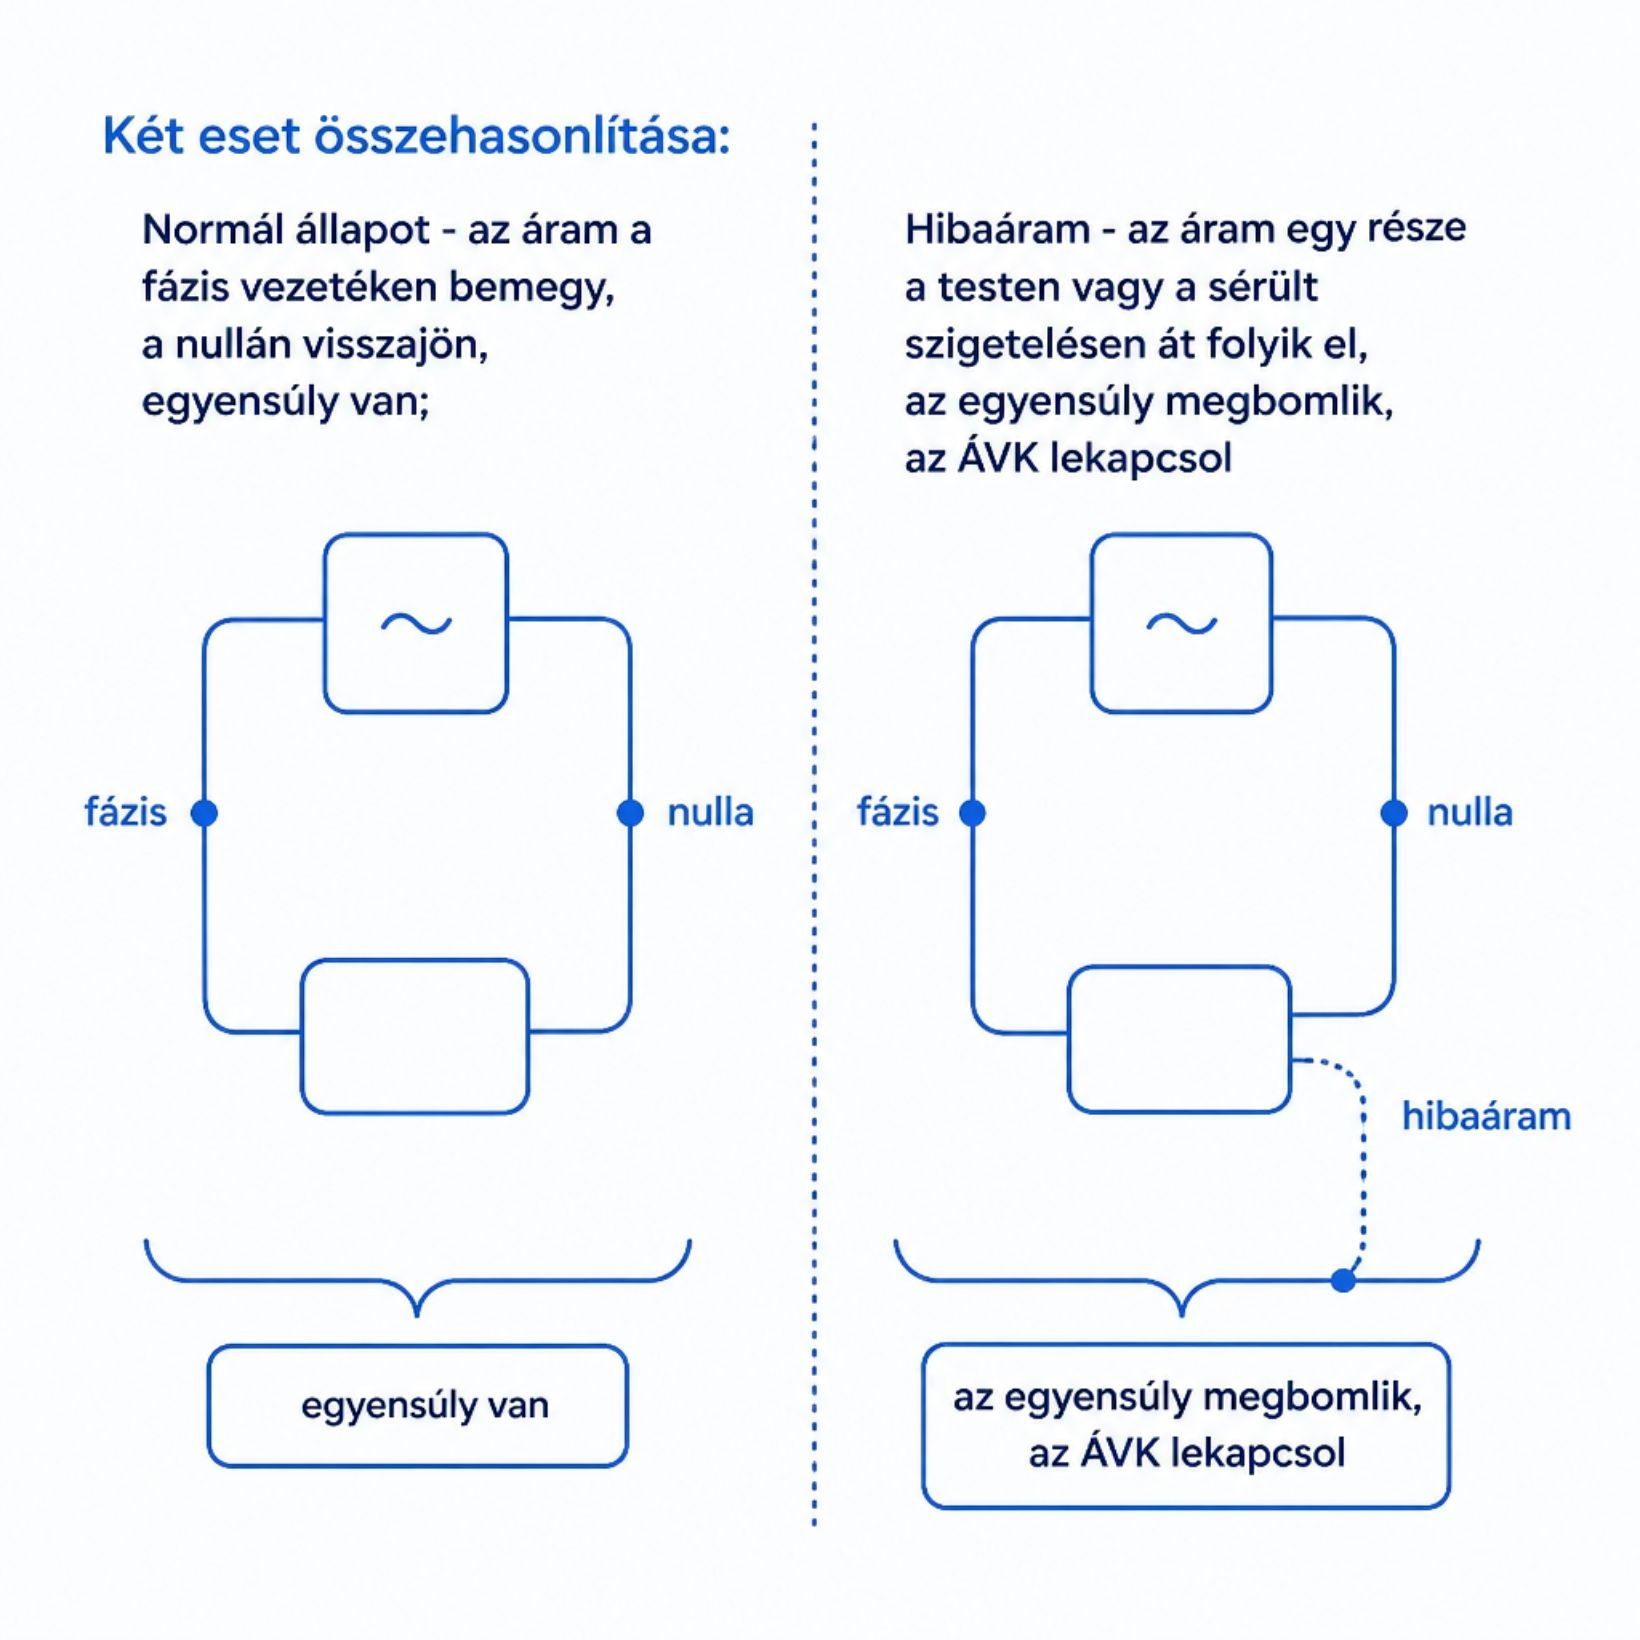 Két eset összehasonlítása:
Normál állapot - az áram a
fázis vezetéken bemegy,
a nullán visszajön,
egyensúly van;
fázis
nulla
egyensúly van
Hibaáram - az áram egy része
a testen vagy a sérült
szigetelésen át folyik el,
az egyensúly megbomlik,
az ÁVK lekapcsol
fázis
nulla
hibaáram
az egyensúly megbomlik,
az ÁVK lekapcsol